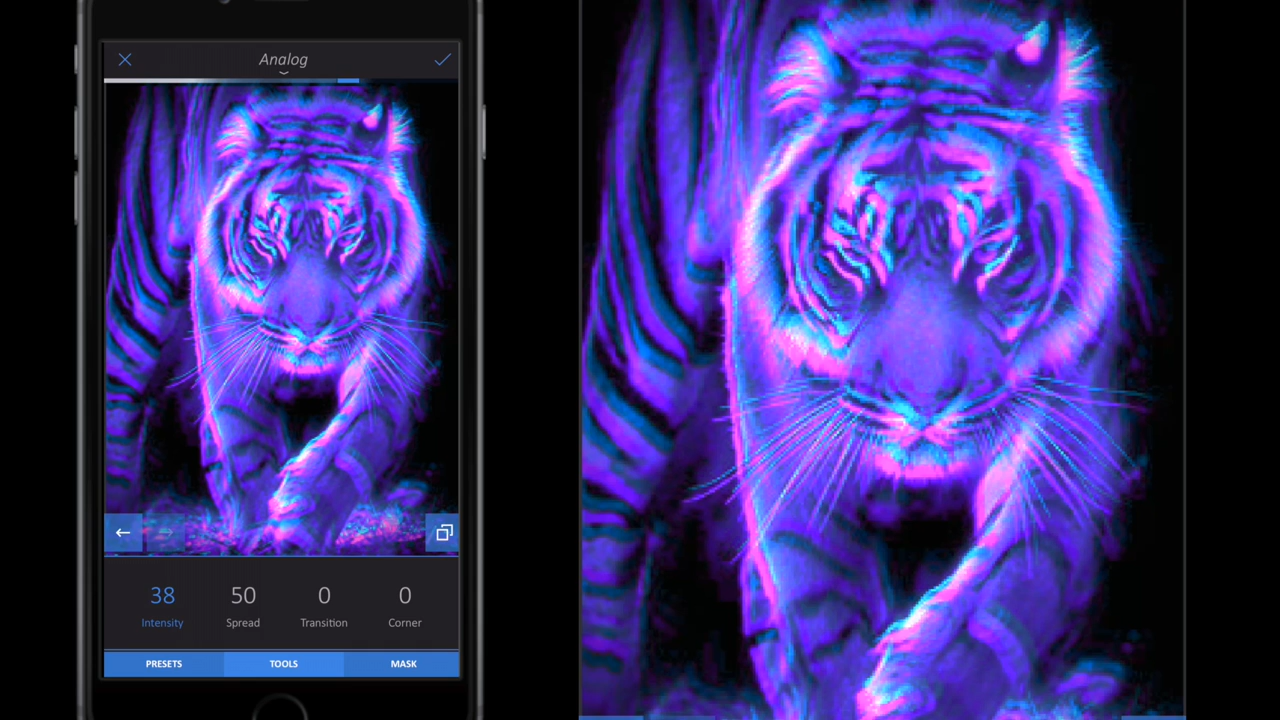 Analog
38 50 0 0
Intensity Spread Transition Corner
PRESETS TOOLS MASK